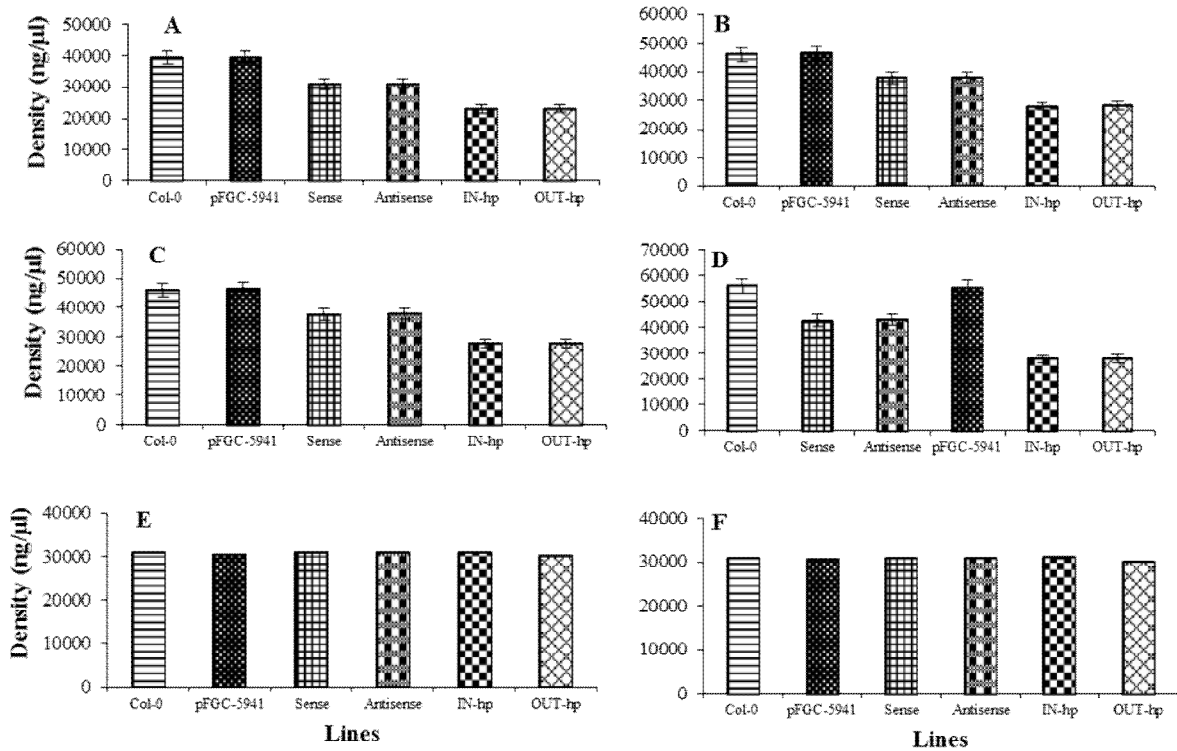 A
Density (ng/µl)
50000
40000
30000
20000
10000
0
Col-0 pFGC-5941 Sense Antisense IN-hp OUT-hp
B
60000
50000
40000
30000
20000
10000
0
Col-0 pFGC-5941 Sense Antisense IN-hp OUT-hp
C
Density (ng/µl)
60000
50000
40000
30000
20000
10000
0
Col-0 pFGC-5941 Sense Antisense IN-hp OUT-hp
D
70000
60000
50000
40000
30000
20000
10000
0
Col-0 Sense Antisense pFGC-5941 IN-hp OUT-hp
E
Density (ng/µl)
40000
30000
20000
10000
0
Col-0 pFGC-5941 Sense Antisense IN-hp OUT-hp
Lines
F
40000
30000
20000
10000
0
Col-0 pFGC-5941 Sense Antisense IN-hp OUT-hp
Lines